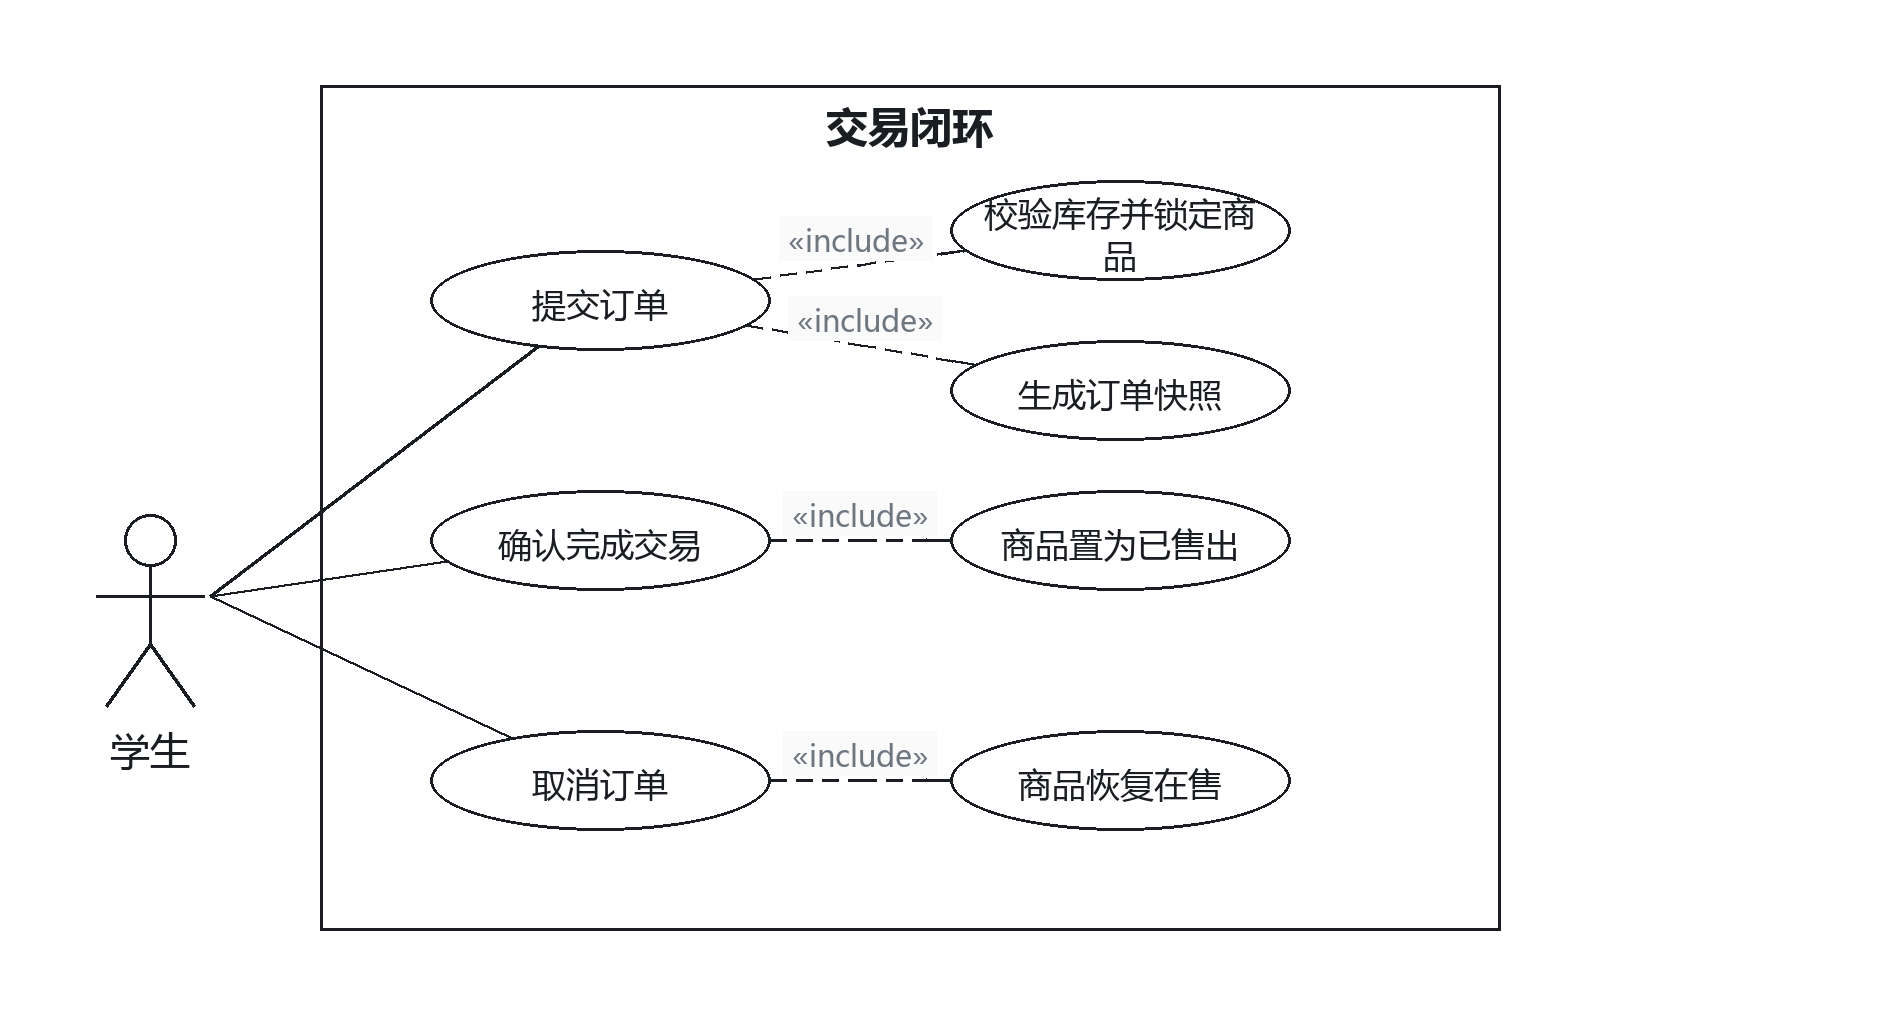 交易闭环
«include»
校验库存并锁定商
品
提交订单
«include»
生成订单快照
确认完成交易
«include»
商品置为已售出
学生
取消订单
«include»
商品恢复在售